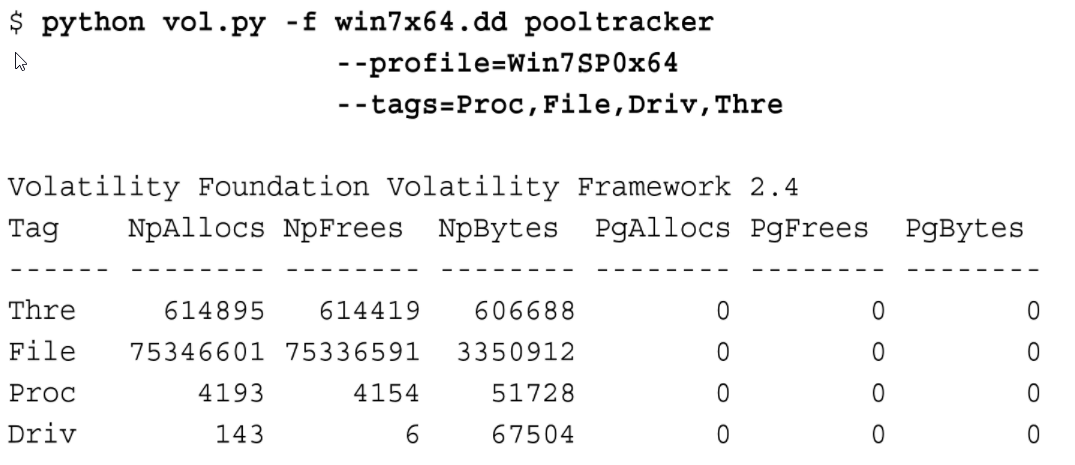 $ python vol.py -f win7x64.dd pooltracker
--profile=Win7SP0x64
--tags=Proc,File,Driv,Thre
Volatility Foundation Volatility Framework 2.4
Tag NpAllocs NpFrees NpBytes PgAllocs PgFrees PgBytes
------ -------- -------- -------- -------- -------- --------
Thre 614895 614419 606688 0 0 0
File 75346601 75336591 3350912 0 0 0
Proc 4193 4154 51728 0 0 0
Driv 143 6 67504 0 0 0